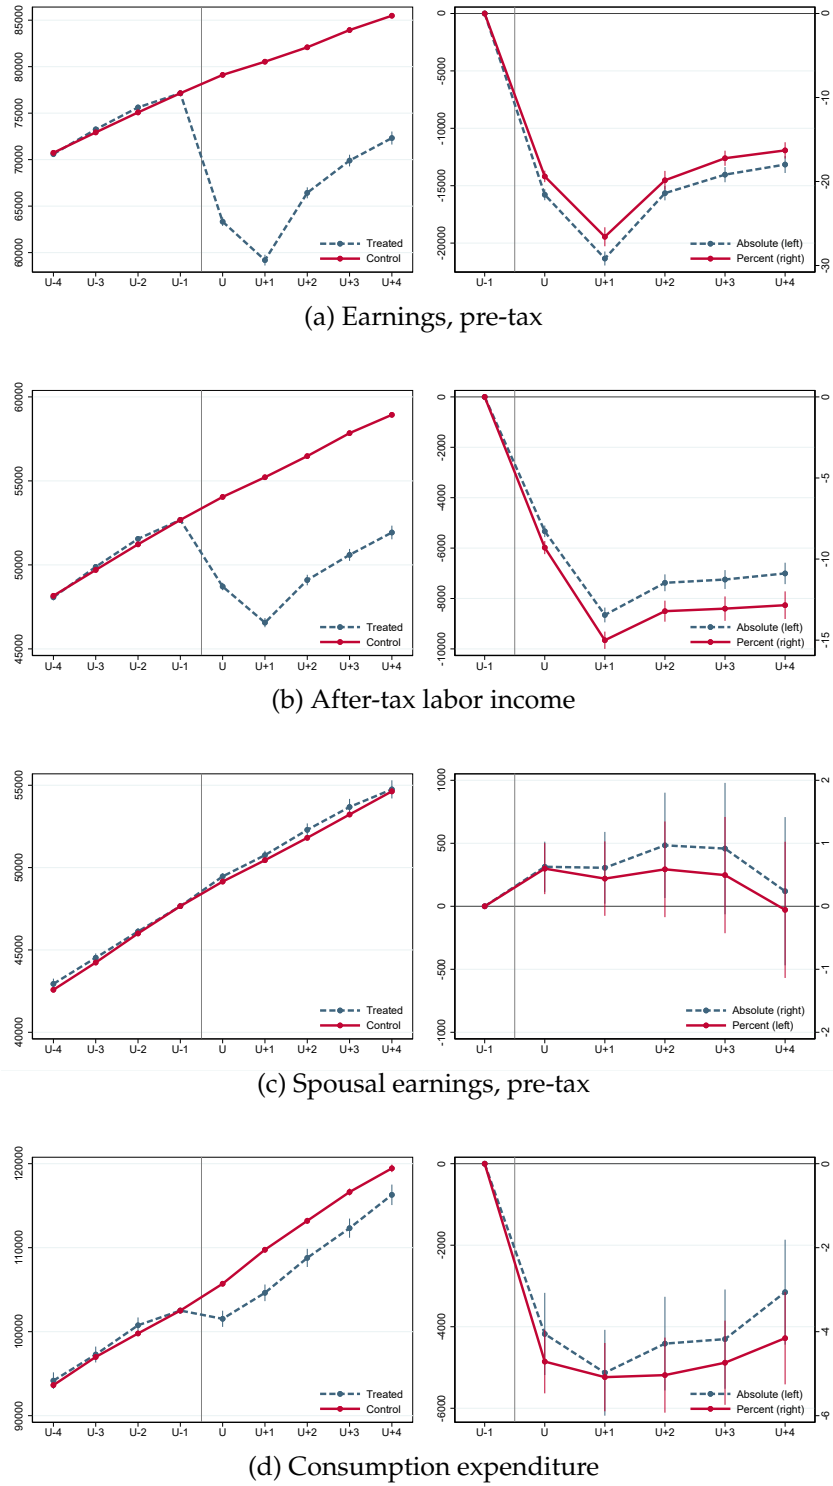 85000
80000
75000
70000
65000
60000
Treated
Control
U-4 U-3 U-2 U-1 U U+1 U+2 U+3 U+4
0
-5000
-10000
-15000
-20000
0
-10
-20
-30
Absolute (left)
Percent (right)
U-1 U U+1 U+2 U+3 U+4
(a) Earnings, pre-tax
60000
55000
50000
45000
Treated
Control
U-4 U-3 U-2 U-1 U U+1 U+2 U+3 U+4
0
-2000
-4000
-6000
-8000
-10000
0
-5
-10
-15
Absolute (left)
Percent (right)
U-1 U U+1 U+2 U+3 U+4
(b) After-tax labor income
55000
50000
45000
40000
Treated
Control
U-4 U-3 U-2 U-1 U U+1 U+2 U+3 U+4
1000
500
0
-500
-1000
2
1
0
-1
-2
Absolute (right)
Percent (left)
U-1 U U+1 U+2 U+3 U+4
(c) Spousal earnings, pre-tax
120000
110000
100000
90000
Treated
Control
U-4 U-3 U-2 U-1 U U+1 U+2 U+3 U+4
0
-2000
-4000
-6000
0
-2
-4
-6
Absolute (left)
Percent (right)
U-1 U U+1 U+2 U+3 U+4
(d) Consumption expenditure